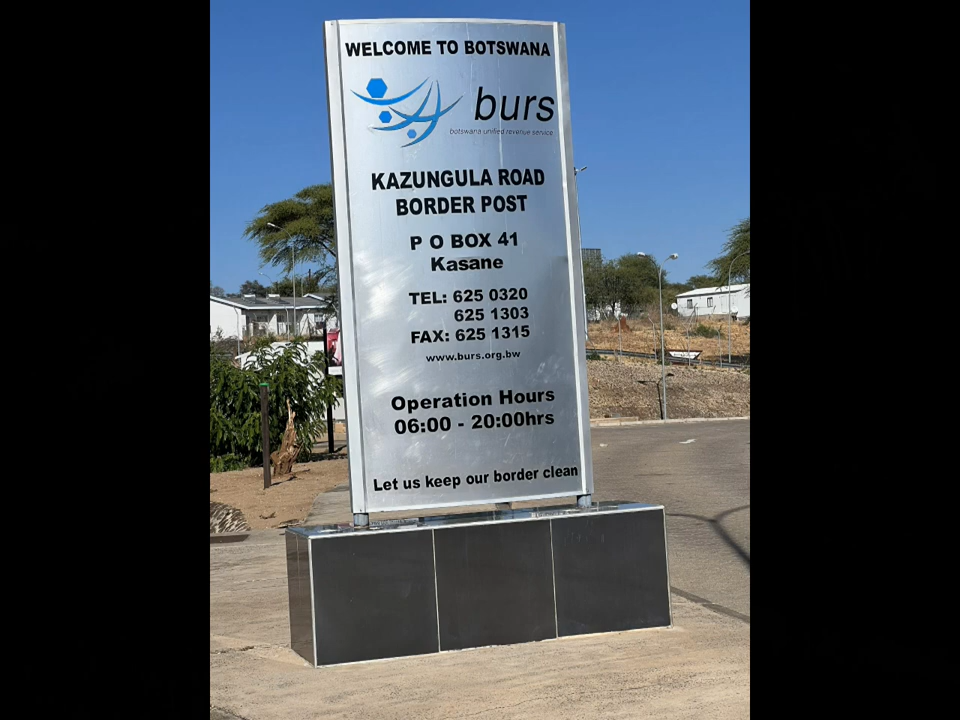 WELCOME TO BOTSWANA
burs
botswana unified revenue service
KAZUNGULA ROAD
BORDER POST
P O BOX 41
Kasane
TEL: 625 0320
625 1303
FAX: 625 1315
www.burs.org.bw
Operation Hours
06:00 - 20:00hrs
Let us keep our border clean